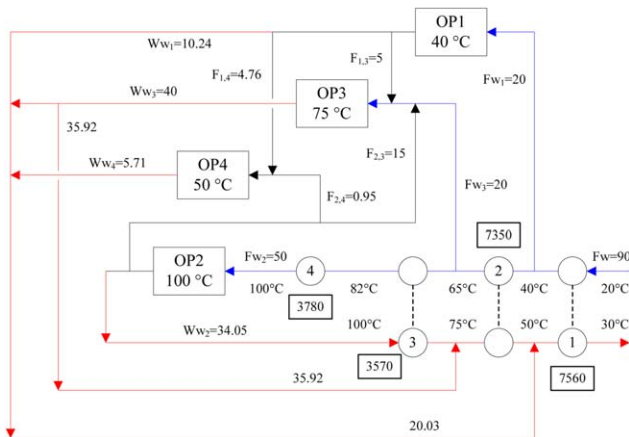 OP1
40 °C
Ww₁=10.24
F₁,₄=4.76
F₁,₃=5
Fw₁=20
Ww₃=40
OP3
75 °C
35.92
F₂,₃=15
Ww₄=5.71
OP4
50 °C
F₂,₄=0.95
Fw₃=20
7350
OP2
100 °C
Fw₂=50
4
2
Fw=90
100°C
82°C
65°C
40°C
20°C
3780
Ww₂=34.05
100°C
75°C
50°C
30°C
3
1
3570
7560
35.92
20.03